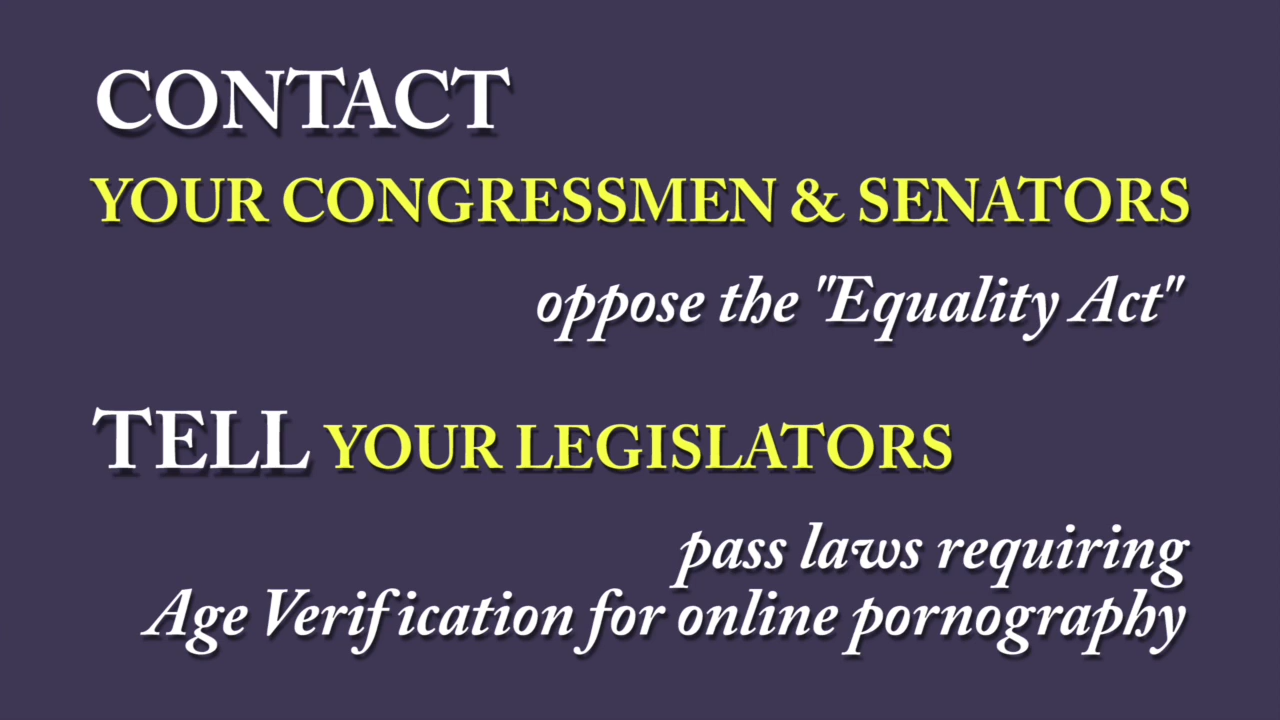 CONTACT
YOUR CONGRESSMEN & SENATORS
oppose the "Equality Act"
TELL YOUR LEGISLATORS
pass laws requiring
Age Verification for online pornography